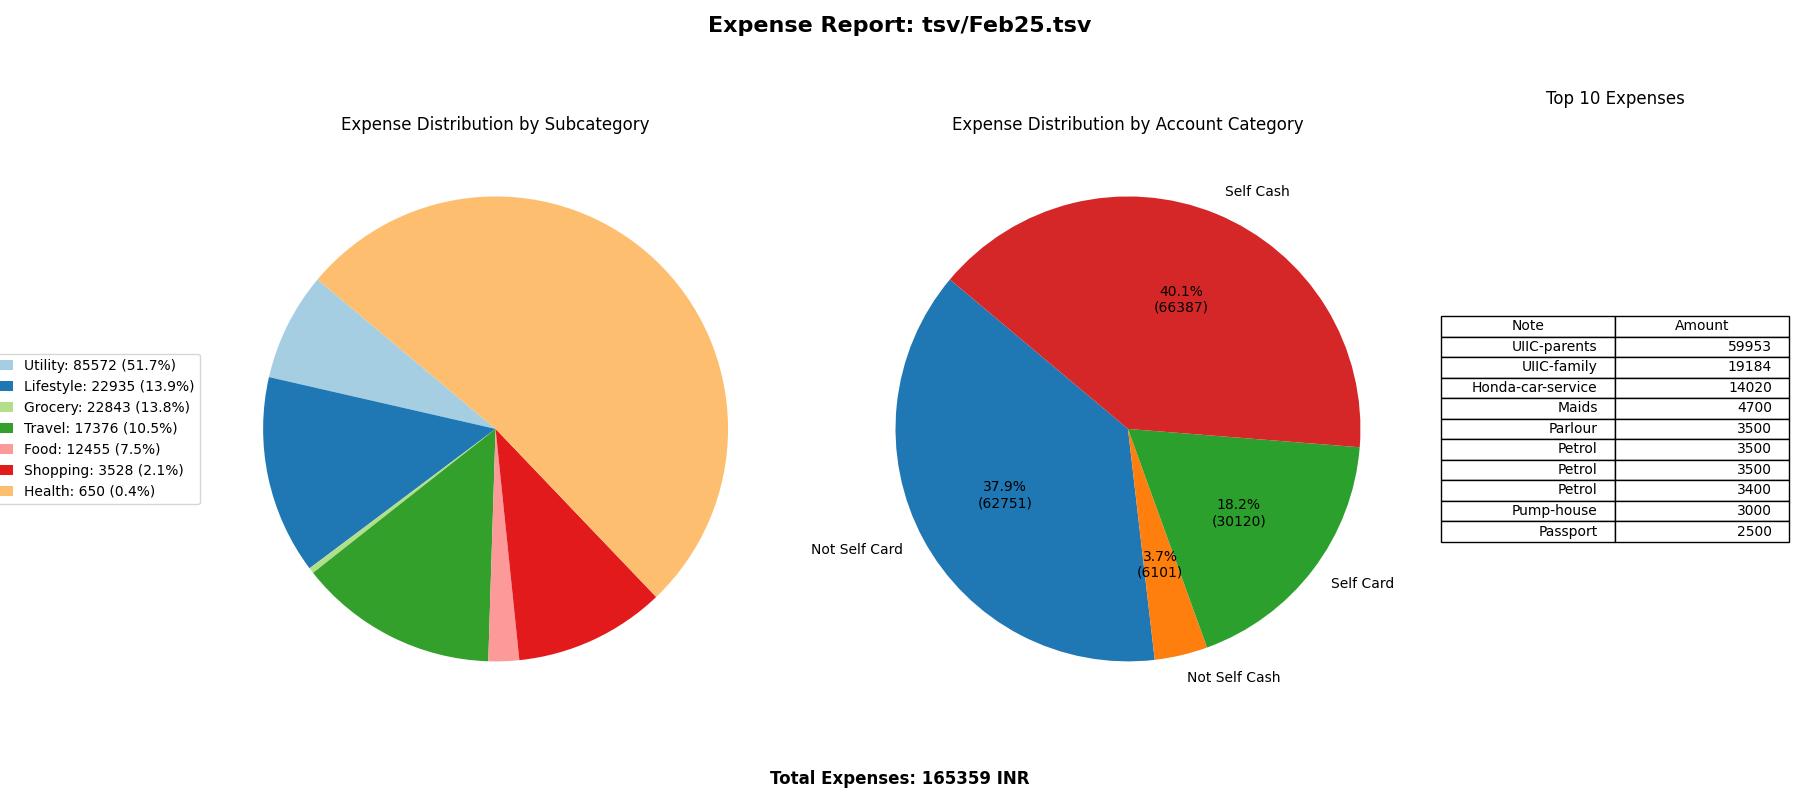 Expense Report: tsv/Feb25.tsv
Expense Distribution by Subcategory
Utility: 85572 (51.7%)
Lifestyle: 22935 (13.9%)
Grocery: 22843 (13.8%)
Travel: 17376 (10.5%)
Food: 12455 (7.5%)
Shopping: 3528 (2.1%)
Health: 650 (0.4%)
Expense Distribution by Account Category
Self Cash
40.1%
(66387)
37.9%
(62751)
Not Self Card
18.2%
(30120)
Self Card
3.7%
(6101)
Not Self Cash
Top 10 Expenses
Note Amount
UIIC-parents 59953
UIIC-family 19184
Honda-car-service 14020
Maids 4700
Parlour 3500
Petrol 3500
Petrol 3500
Petrol 3400
Pump-house 3000
Passport 2500
Total Expenses: 165359 INR